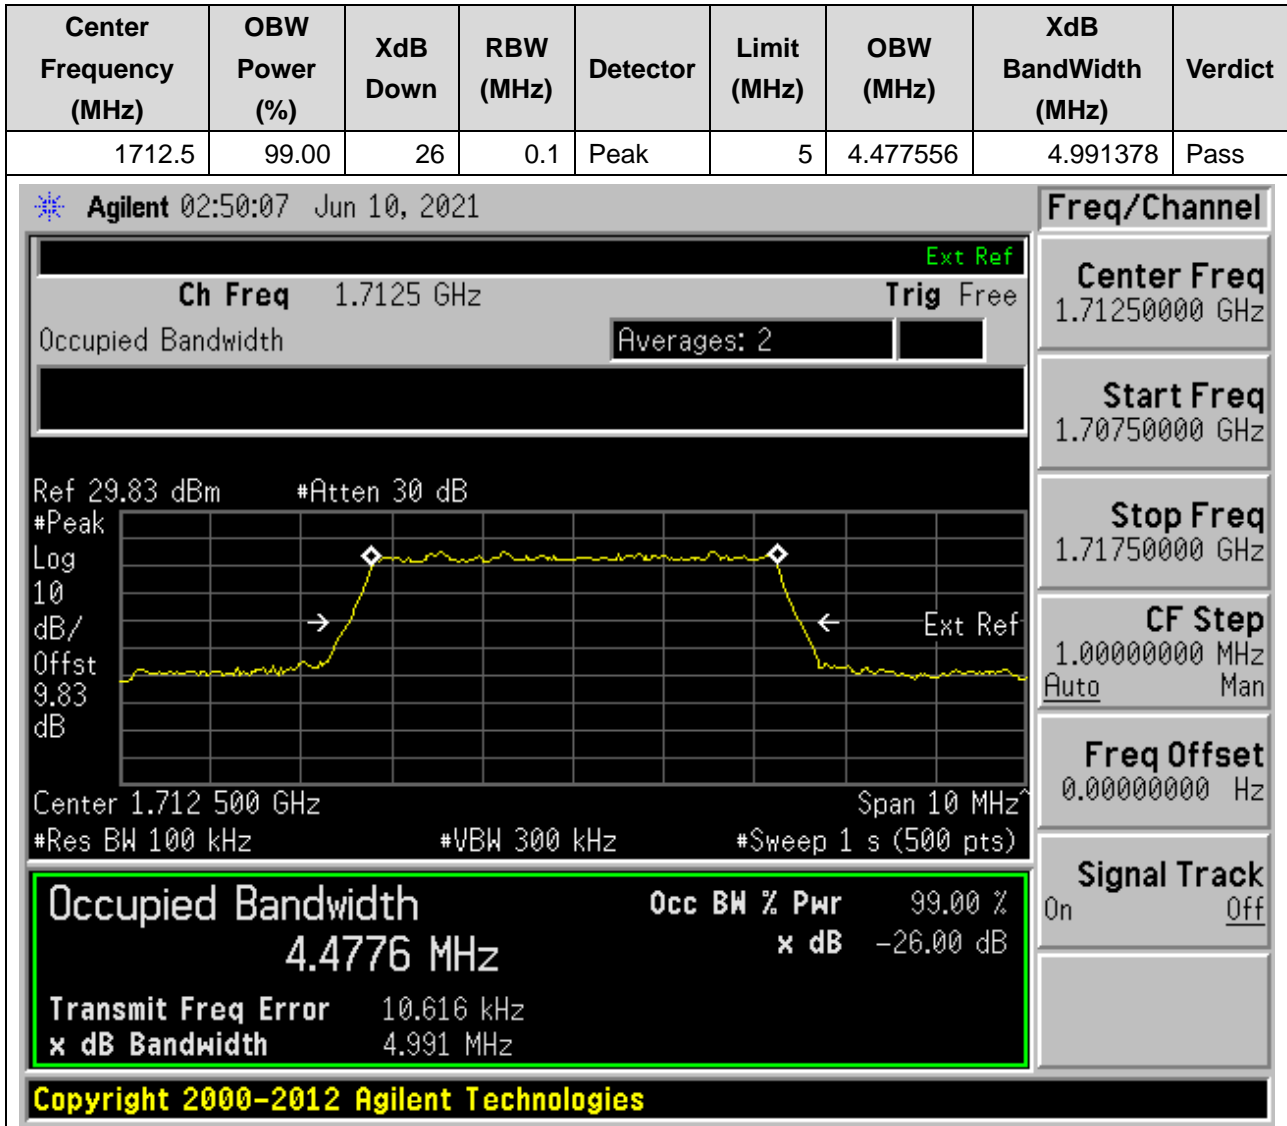 Center Frequency (MHz) OBW Power (%) XdB Down RBW (MHz) Detector Limit (MHz) OBW (MHz) XdB BandWidth (MHz) Verdict
1712.5 99.00 26 0.1 Peak 5 4.477556 4.991378 Pass
Agilent 02:50:07 Jun 10, 2021
Freq/Channel
Ext Ref
Ch Freq 1.7125 GHz Trig Free
Occupied Bandwidth Averages: 2
Center Freq
1.71250000 GHz
Start Freq
1.70750000 GHz
Stop Freq
1.71750000 GHz
CF Step
1.00000000 MHz
Auto Man
Freq Offset
0.00000000 Hz
Signal Track
On Off
Ref 29.83 dBm #Atten 30 dB
#Peak
Log
10
dB/
Offst
9.83
dB
Ext Ref
Center 1.712 500 GHz Span 10 MHz^
#Res BW 100 kHz #VBW 300 kHz #Sweep 1 s (500 pts)
Occupied Bandwidth Occ BW % Pwr 99.00 %
4.4776 MHz x dB -26.00 dB
Transmit Freq Error 10.616 kHz
x dB Bandwidth 4.991 MHz
Copyright 2000-2012 Agilent Technologies